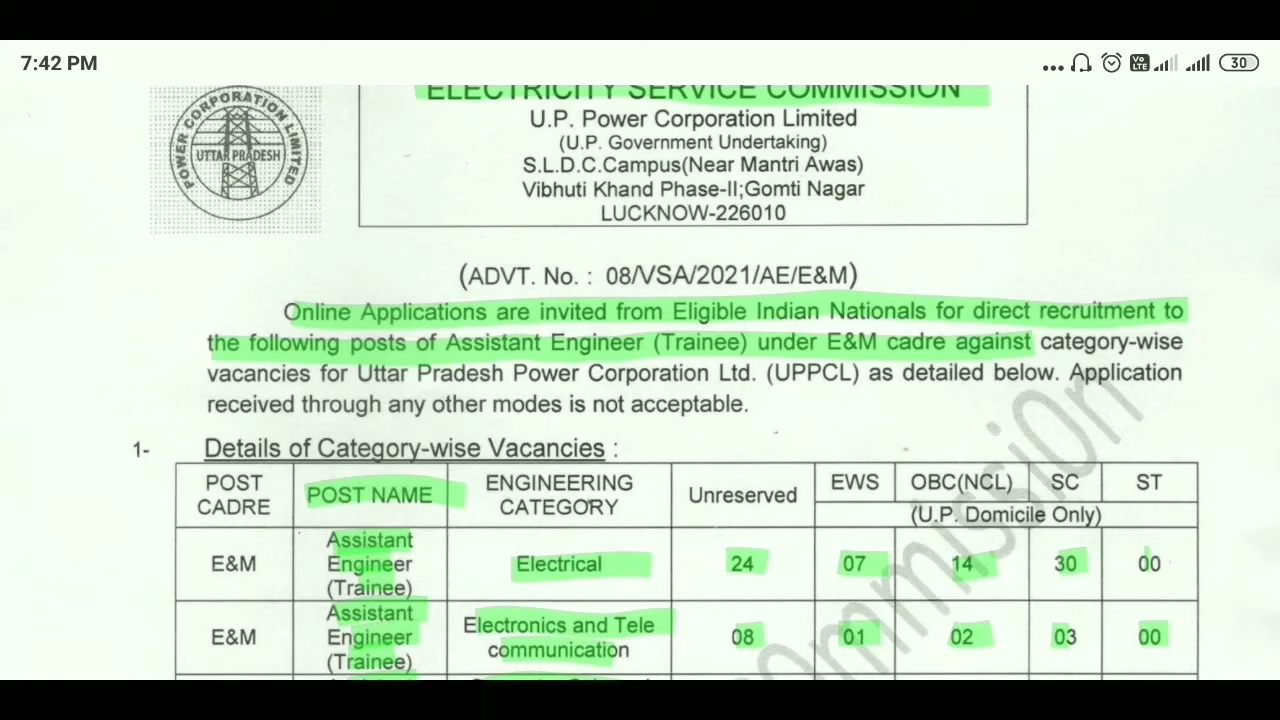 7:42 PM
Vo LTE
30
ELECTRICITY SERVICE COMMISSION
POWER CORPORATION LIMITED
UTTAR PRADESH
U.P. Power Corporation Limited
(U.P. Government Undertaking)
S.L.D.C.Campus(Near Mantri Awas)
Vibhuti Khand Phase-II;Gomti Nagar
LUCKNOW-226010
(ADVT. No. : 08/VSA/2021/AE/E&M)
Online Applications are invited from Eligible Indian Nationals for direct recruitment to
the following posts of Assistant Engineer (Trainee) under E&M cadre against category-wise
vacancies for Uttar Pradesh Power Corporation Ltd. (UPPCL) as detailed below. Application
received through any other modes is not acceptable.
1- Details of Category-wise Vacancies :
POST CADRE POST NAME ENGINEERING CATEGORY Unreserved EWS OBC(NCL) SC ST
(U.P. Domicile Only)
E&M Assistant Engineer (Trainee) Electrical 24 07 14 30 00
E&M Assistant Engineer (Trainee) Electronics and Tele communication 08 01 02 03 00